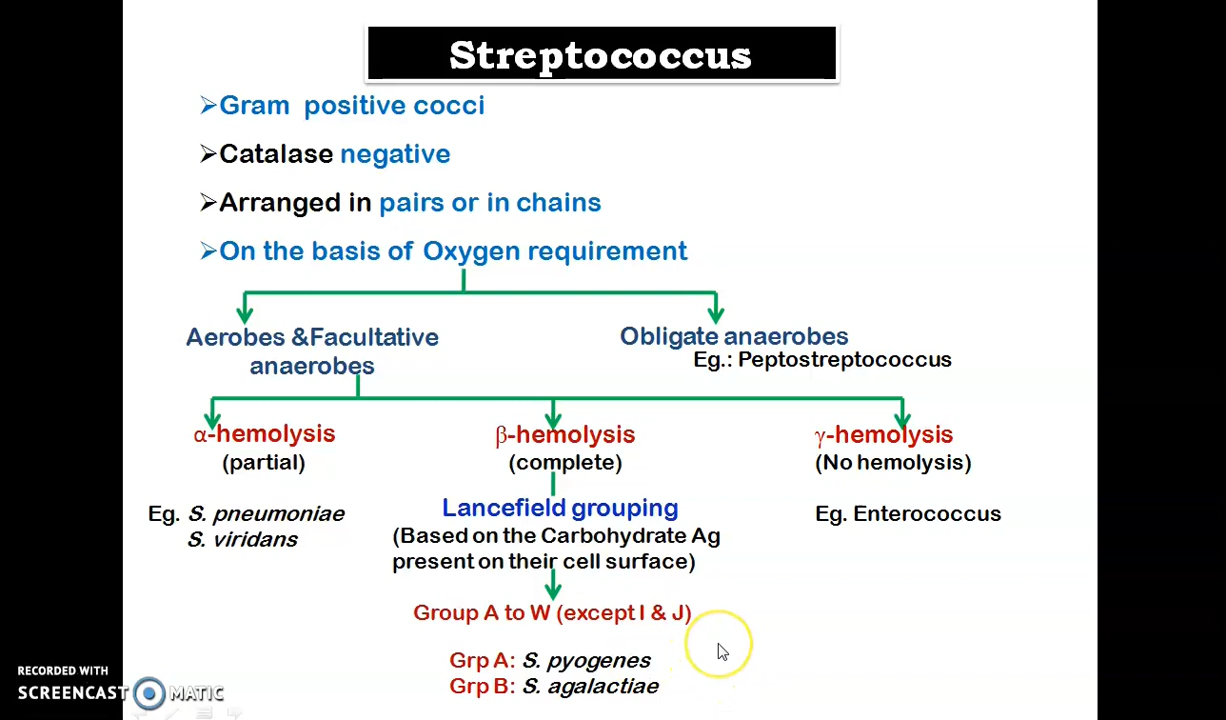 Streptococcus
➢Gram positive cocci
➢Catalase negative
➢Arranged in pairs or in chains
➢On the basis of Oxygen requirement
Aerobes &Facultative
anaerobes
Obligate anaerobes
Eg.: Peptostreptococcus
α-hemolysis
(partial)
Eg. S. pneumoniae
S. viridans
β-hemolysis
(complete)
Lancefield grouping
(Based on the Carbohydrate Ag
present on their cell surface)
Group A to W (except I & J)
Grp A: S. pyogenes
Grp B: S. agalactiae
γ-hemolysis
(No hemolysis)
Eg. Enterococcus
RECORDED WITH
SCREENCAST MATIC